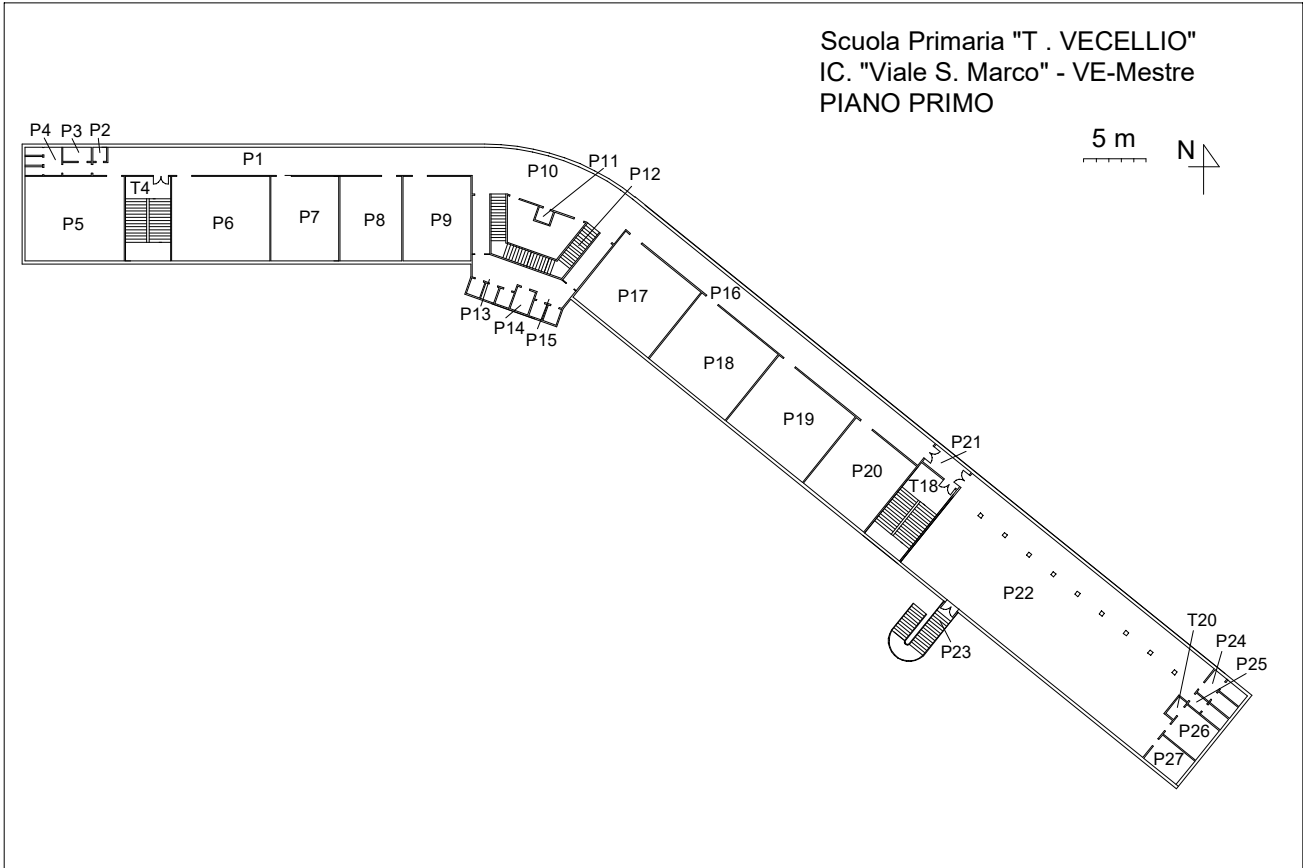 Scuola Primaria "T . VECELLIO"
IC. "Viale S. Marco" - VE-Mestre
PIANO PRIMO
5 m
N
P4
P3
P2
P1
P10
P11
P12
T4
P5
P6
P7
P8
P9
P13
P14
P15
P16
P17
P18
P19
P20
P21
T18
P22
P23
T20
P24
P25
P26
P27